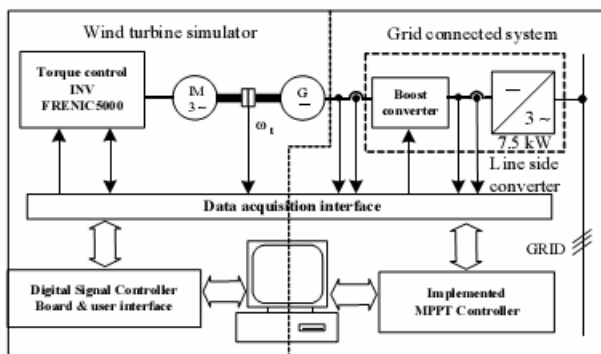 Wind turbine simulator
Grid connected system
Torque control
INV
FRENIC5000
IM
3 ~
G
Boost
converter
3 ~
7.5 kW
ωt
Line side
converter
Data acquisition interface
GRID
Digital Signal Controller
Board & user interface
Implemented
MPPT Controller